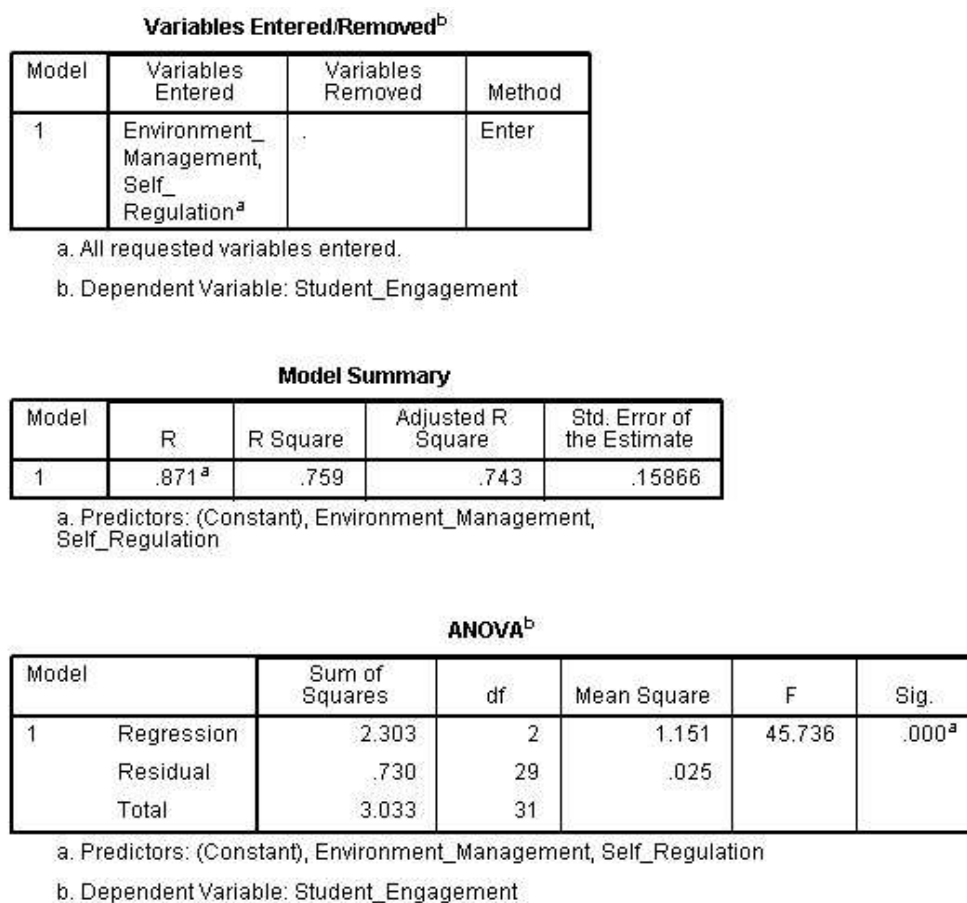 Variables Entered/Removedᵇ
Model Variables Entered Variables Removed Method
1 Environment_ Management, Self_ Regulationᵃ . Enter
a. All requested variables entered.
b. Dependent Variable: Student_Engagement
Model Summary
Model R R Square Adjusted R Square Std. Error of the Estimate
1 .871ᵃ .759 .743 .15866
a. Predictors: (Constant), Environment_Management,
Self_Regulation
ANOVAᵇ
Model Sum of Squares df Mean Square F Sig.
1 Regression 2.303 2 1.151 45.736 .000ᵃ
Residual .730 29 .025
Total 3.033 31
a. Predictors: (Constant), Environment_Management, Self_Regulation
b. Dependent Variable: Student_Engagement